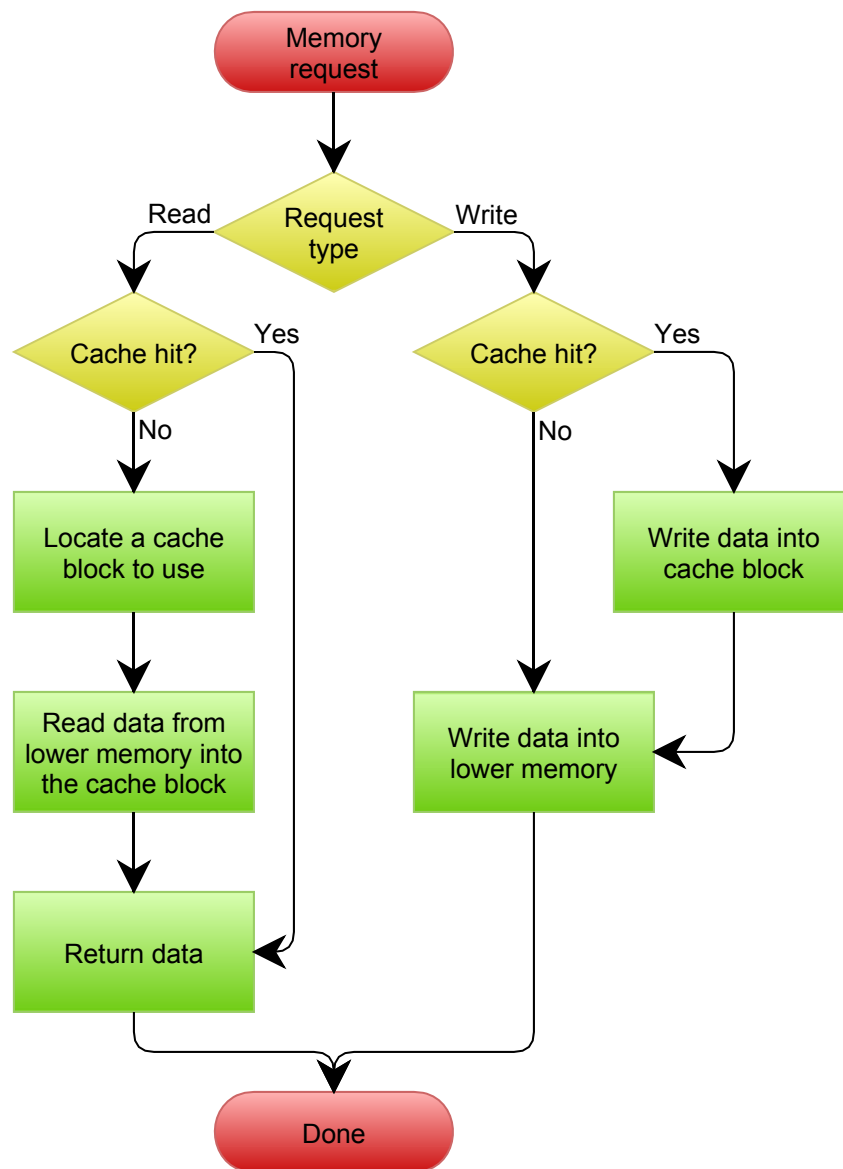 Memory
request
Read
Request
type
Write
Cache hit?
Yes
Cache hit?
Yes
No
No
Locate a cache
block to use
Write data into
cache block
Read data from
lower memory into
the cache block
Write data into
lower memory
Return data
Done